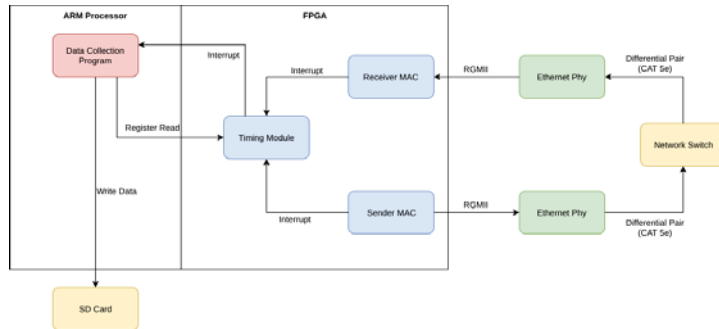 ARM Processor
FPGA
Data Collection
Program
Interrupt
Interrupt
Receiver MAC
RGMII
Ethernet Phy
Differential Pair
(CAT 5e)
Register Read
Timing Module
Network Switch
Write Data
Interrupt
Sender MAC
RGMII
Ethernet Phy
Differential Pair
(CAT 5e)
SD Card